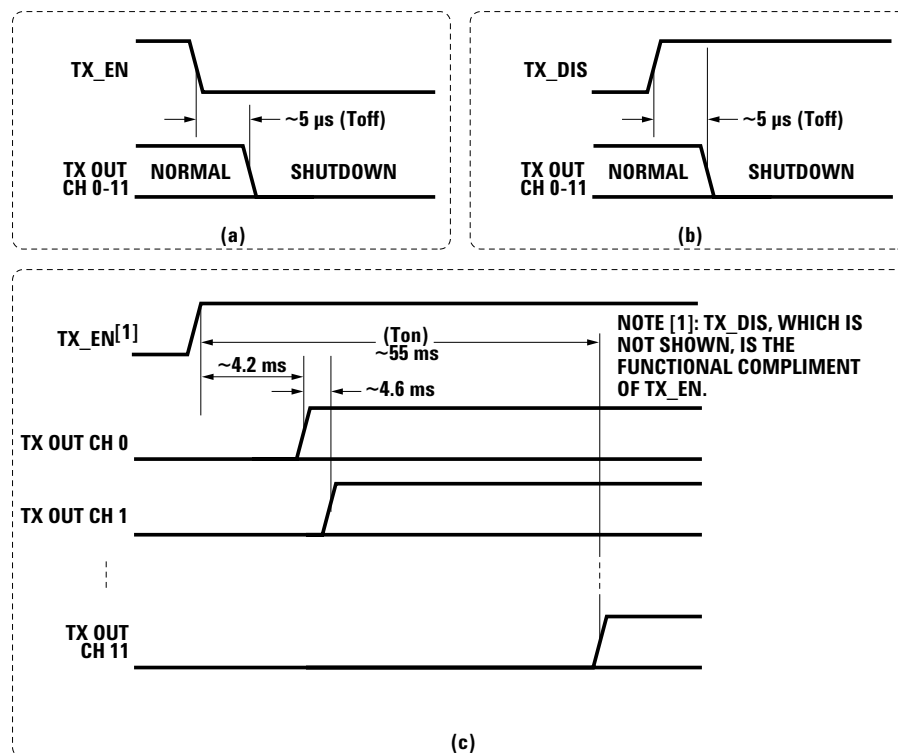 TX_EN
~5 µs (Toff)
TX OUT
CH 0-11
NORMAL
SHUTDOWN
(a)
TX_DIS
~5 µs (Toff)
TX OUT
CH 0-11
NORMAL
SHUTDOWN
(b)
TX_EN[1]
(Ton)
~55 ms
~4.2 ms
~4.6 ms
NOTE [1]: TX_DIS, WHICH IS
NOT SHOWN, IS THE
FUNCTIONAL COMPLIMENT
OF TX_EN.
TX OUT CH 0
TX OUT CH 1
TX OUT
CH 11
(c)